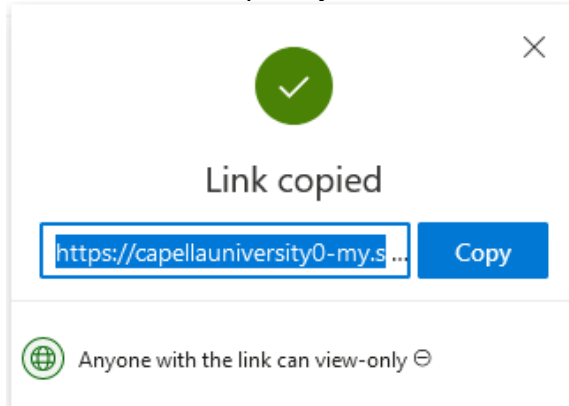 Link copied
https://capellauniversity0-my.s ...
Copy
Anyone with the link can view-only